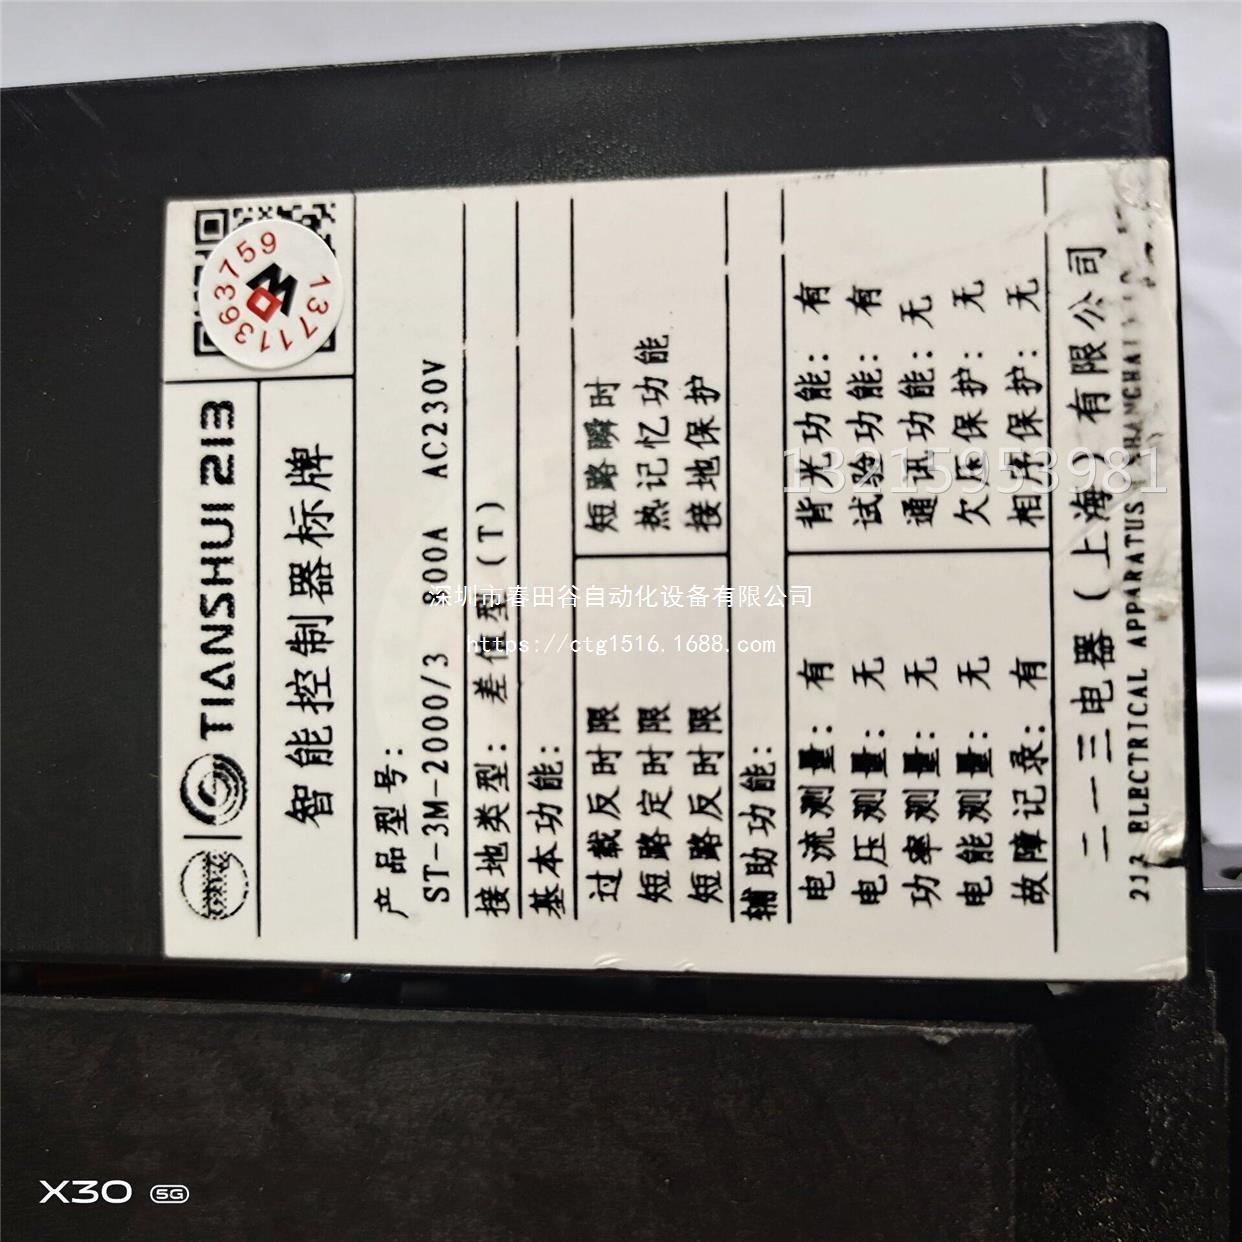 TIANSHUI 213
13711363759
智能控制器标牌
产品型号:
ST-3M-2000/3 800A AC230V
接地类型: 差值型(T)
基本功能:
过载反时限 短路瞬时
短路定时限 热记忆功能
短路反时限 接地保护
辅助功能:
电流测量: 有 背光功能: 有
电压测量: 无 试验功能: 有
功率测量: 无 通讯功能: 无
电能测量: 无 欠压保护: 无
故障记录: 有 相序保护: 无
二一三电器(上海)有限公司
213 ELECTRICAL APPARATUS
13215953981
深圳市春田谷自动化设备有限公司
https://ctg1516.1688.com
X30 5G